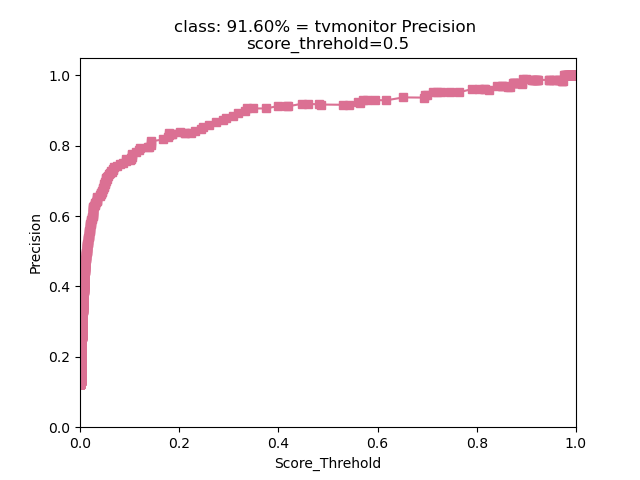 class: 91.60% = tvmonitor Precision
score_threhold=0.5
1.0
0.8
0.6
0.4
0.2
0.0
Precision
0.0 0.2 0.4 0.6 0.8 1.0
Score_Threhold